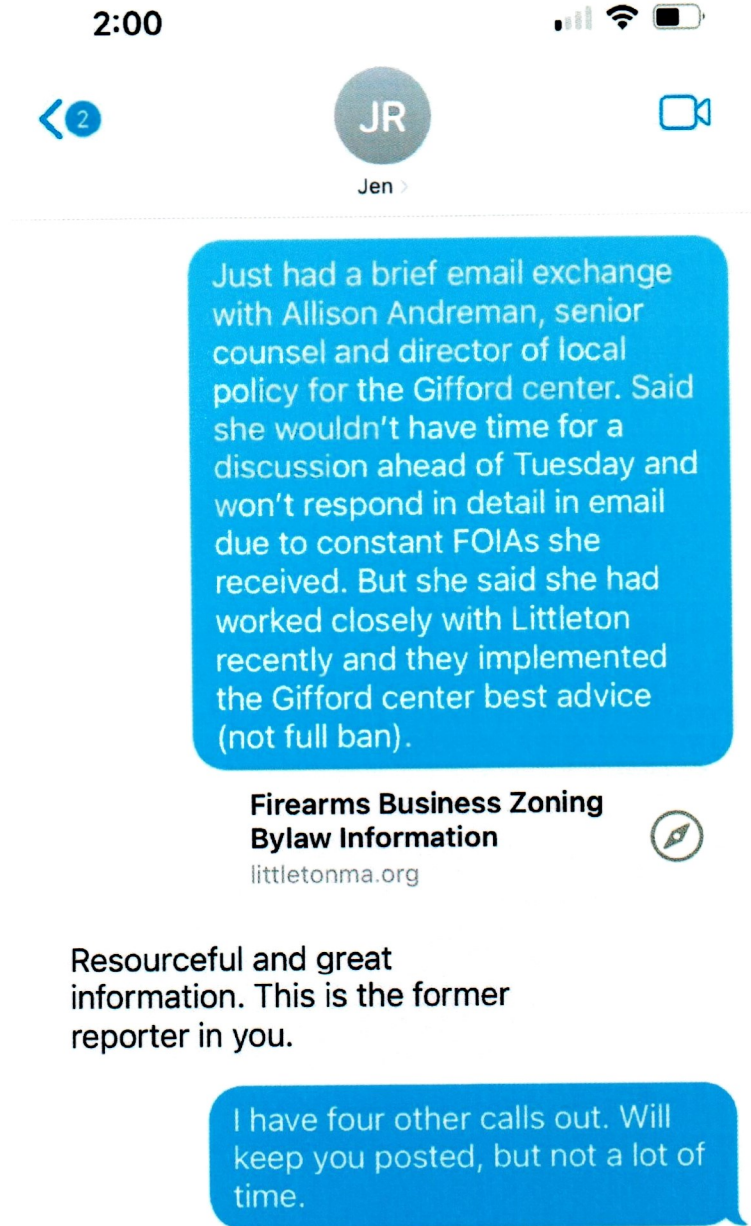 2:00
2
JR
Jen
Just had a brief email exchange
with Allison Andreman, senior
counsel and director of local
policy for the Gifford center. Said
she wouldn't have time for a
discussion ahead of Tuesday and
won't respond in detail in email
due to constant FOIAs she
received. But she said she had
worked closely with Littleton
recently and they implemented
the Gifford center best advice
(not full ban).
Firearms Business Zoning
Bylaw Information
littletonma.org
Resourceful and great
information. This is the former
reporter in you.
I have four other calls out. Will
keep you posted, but not a lot of
time.